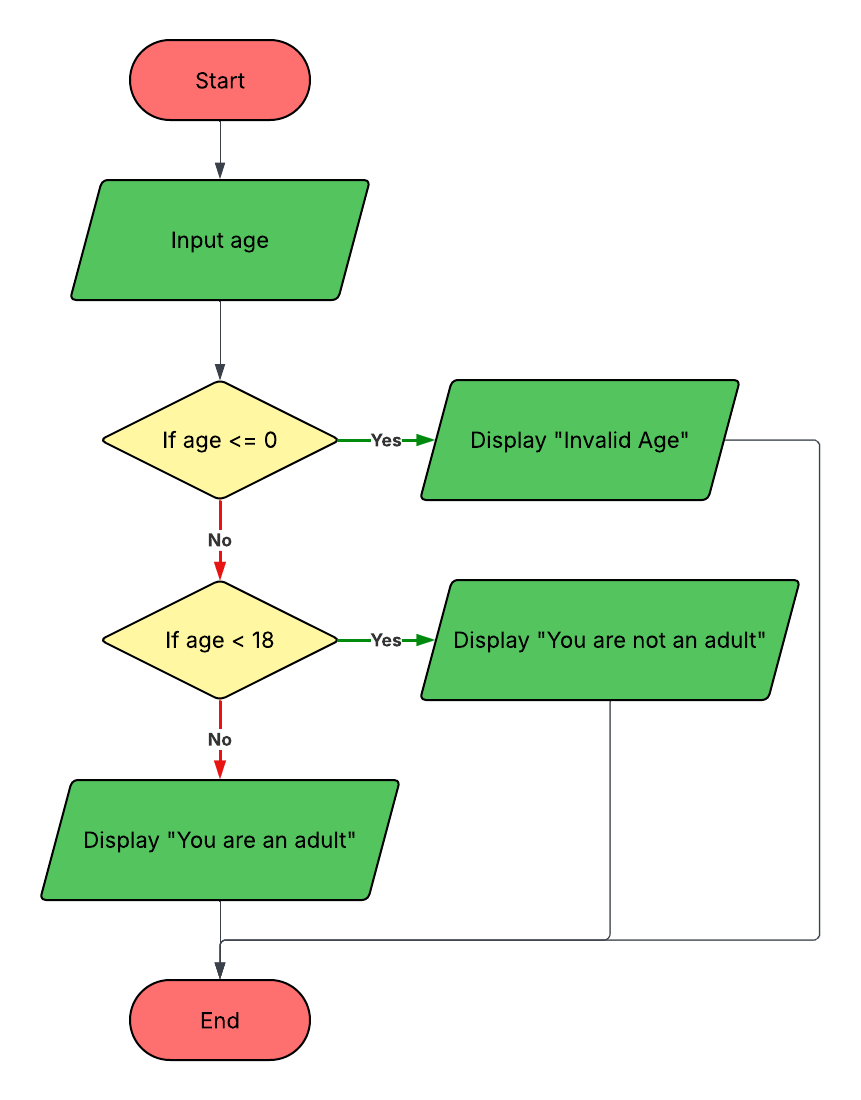 Start
Input age
If age <= 0
Yes
Display "Invalid Age"
No
If age < 18
Yes
Display "You are not an adult"
No
Display "You are an adult"
End